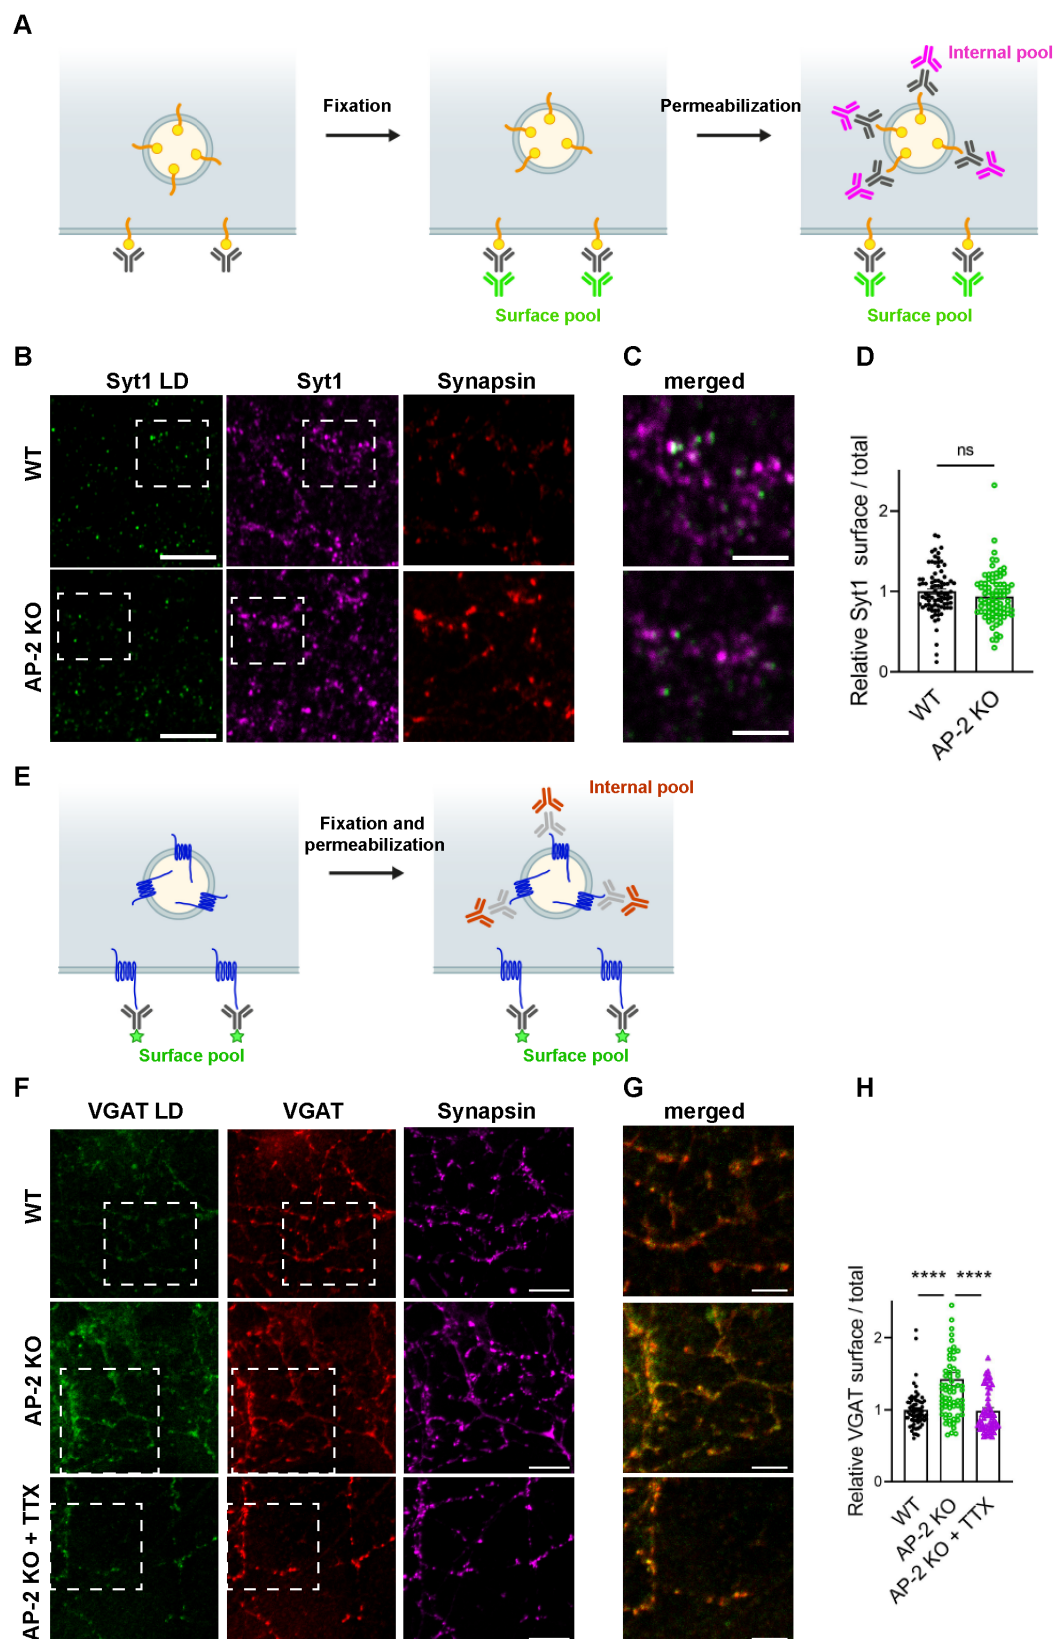 A
Fixation
Permeabilization
Internal pool
Surface pool
Surface pool
B
Syt1 LD
Syt1
Synapsin
WT
AP-2 KO
C
merged
D
Relative Syt1 surface / total
ns
2
1
0
WT
AP-2 KO
E
Fixation and
permeabilization
Internal pool
Surface pool
Surface pool
F
VGAT LD
VGAT
Synapsin
WT
AP-2 KO
AP-2 KO + TTX
G
merged
H
Relative VGAT surface / total
**** ****
2
1
0
WT
AP-2 KO
AP-2 KO + TTX